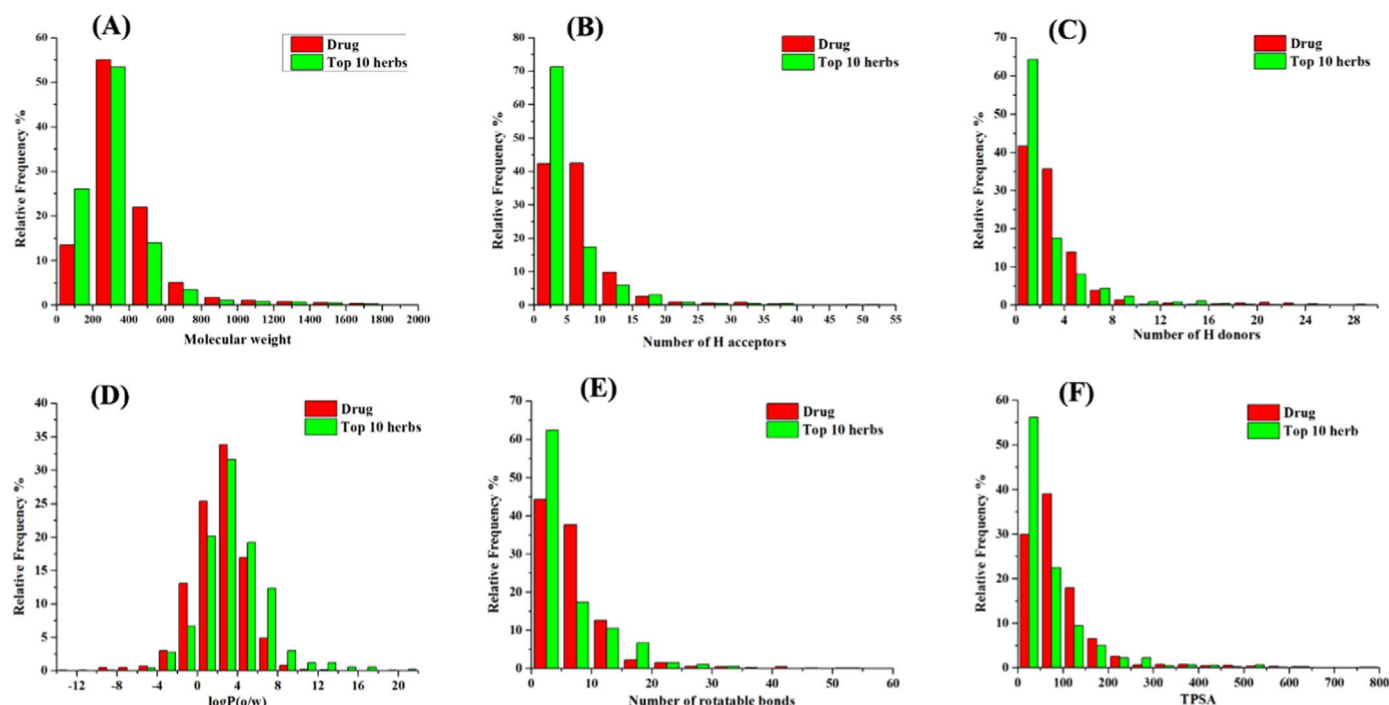 (A)
Drug
Top 10 herbs
Relative Frequency %
60
50
40
30
20
10
0
0 200 400 600 800 1000 1200 1400 1600 1800 2000
Molecular weight
(B)
Drug
Top 10 herbs
Relative Frequency %
80
70
60
50
40
30
20
10
0
0 5 10 15 20 25 30 35 40 45 50 55
Number of H acceptors
(C)
Drug
Top 10 herbs
Relative Frequency %
70
60
50
40
30
20
10
0
0 4 8 12 16 20 24 28
Number of H donors
(D)
Drug
Top 10 herbs
Relative Frequency %
40
35
30
25
20
15
10
5
0
-12 -8 -4 0 4 8 12 16 20
logP(o/w)
(E)
Drug
Top 10 herbs
Relative Frequency %
70
60
50
40
30
20
10
0
0 10 20 30 40 50 60
Number of rotatable bonds
(F)
Drug
Top 10 herb
Relative Frequency %
60
50
40
30
20
10
0
0 100 200 300 400 500 600 700 800
TPSA